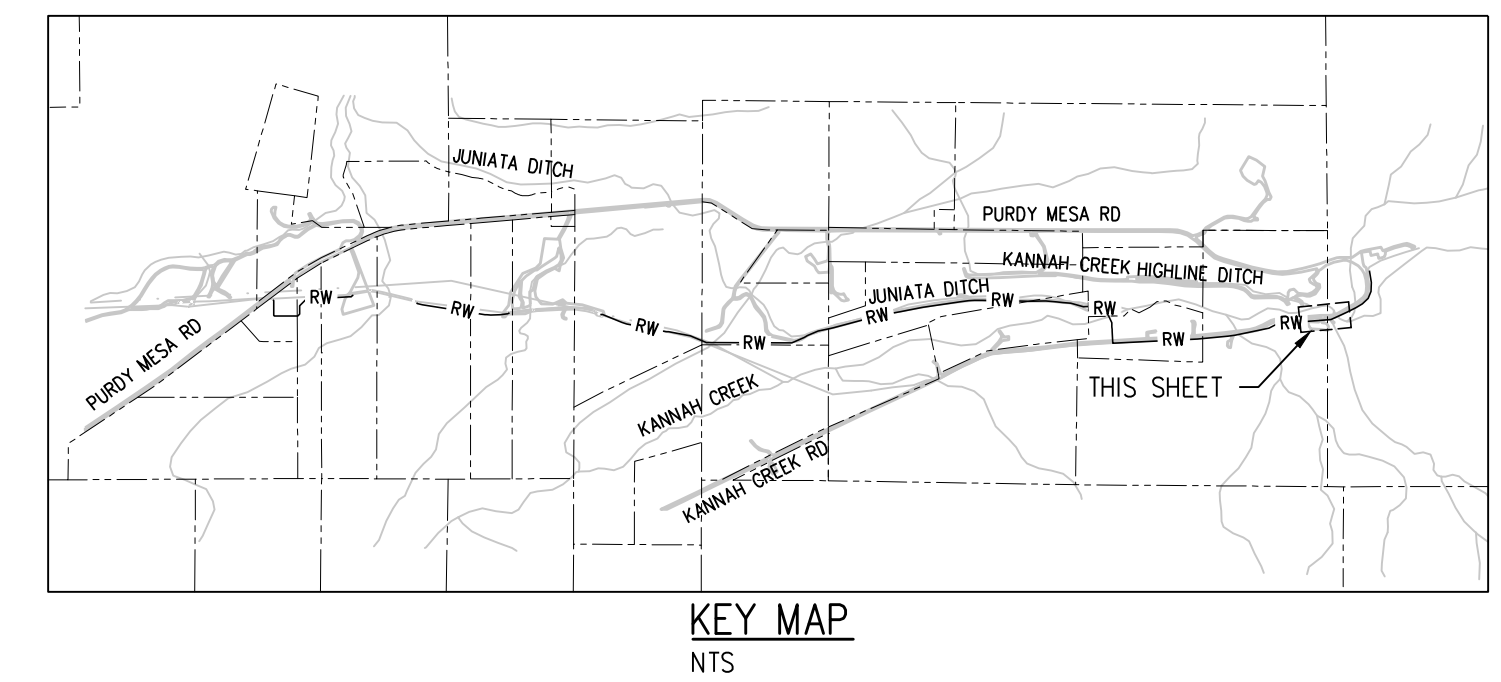 JUNIATA DITCH
PURDY MESA RD
KANNAH CREEK HIGHLINE DITCH
JUNIATA DITCH
RW
RW
RW
RW
RW
RW
RW
RW
RW
PURDY MESA RD
THIS SHEET
KANNAH CREEK
KANNAH CREEK RD
KEY MAP
NTS